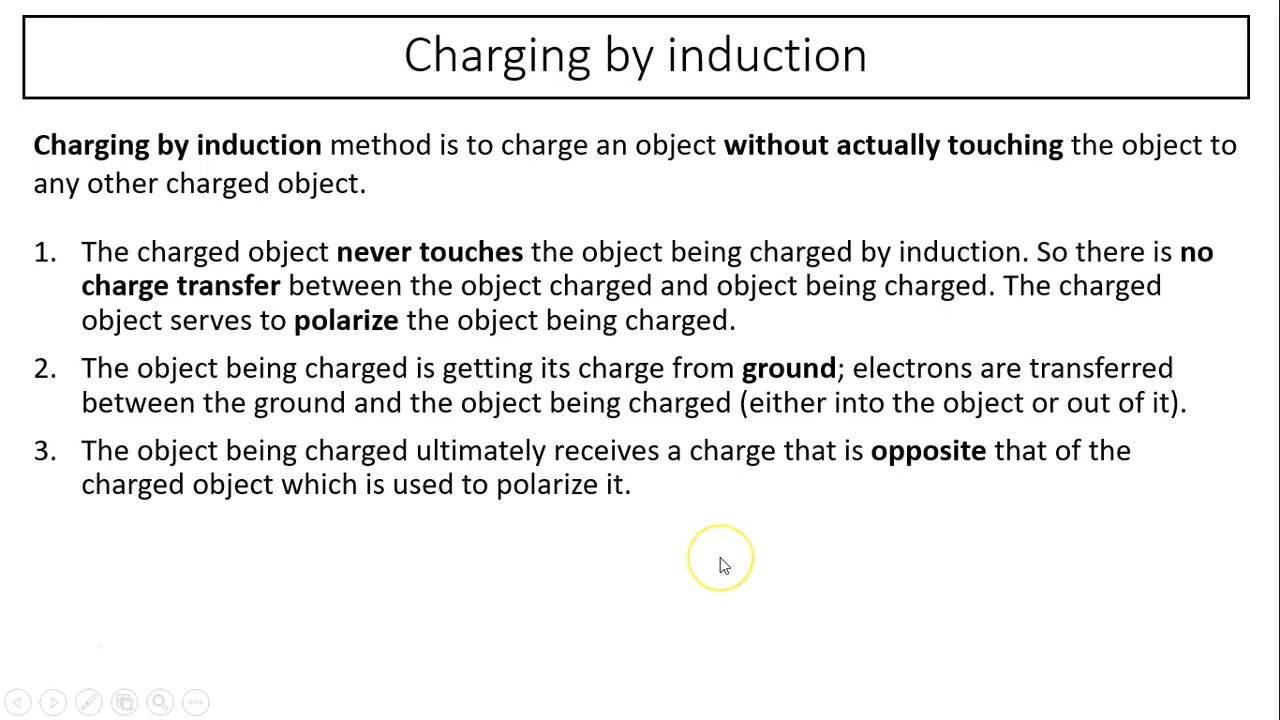 Charging by induction
Charging by induction method is to charge an object without actually touching the object to
any other charged object.
1. The charged object never touches the object being charged by induction. So there is no
charge transfer between the object charged and object being charged. The charged
object serves to polarize the object being charged.
2. The object being charged is getting its charge from ground; electrons are transferred
between the ground and the object being charged (either into the object or out of it).
3. The object being charged ultimately receives a charge that is opposite that of the
charged object which is used to polarize it.